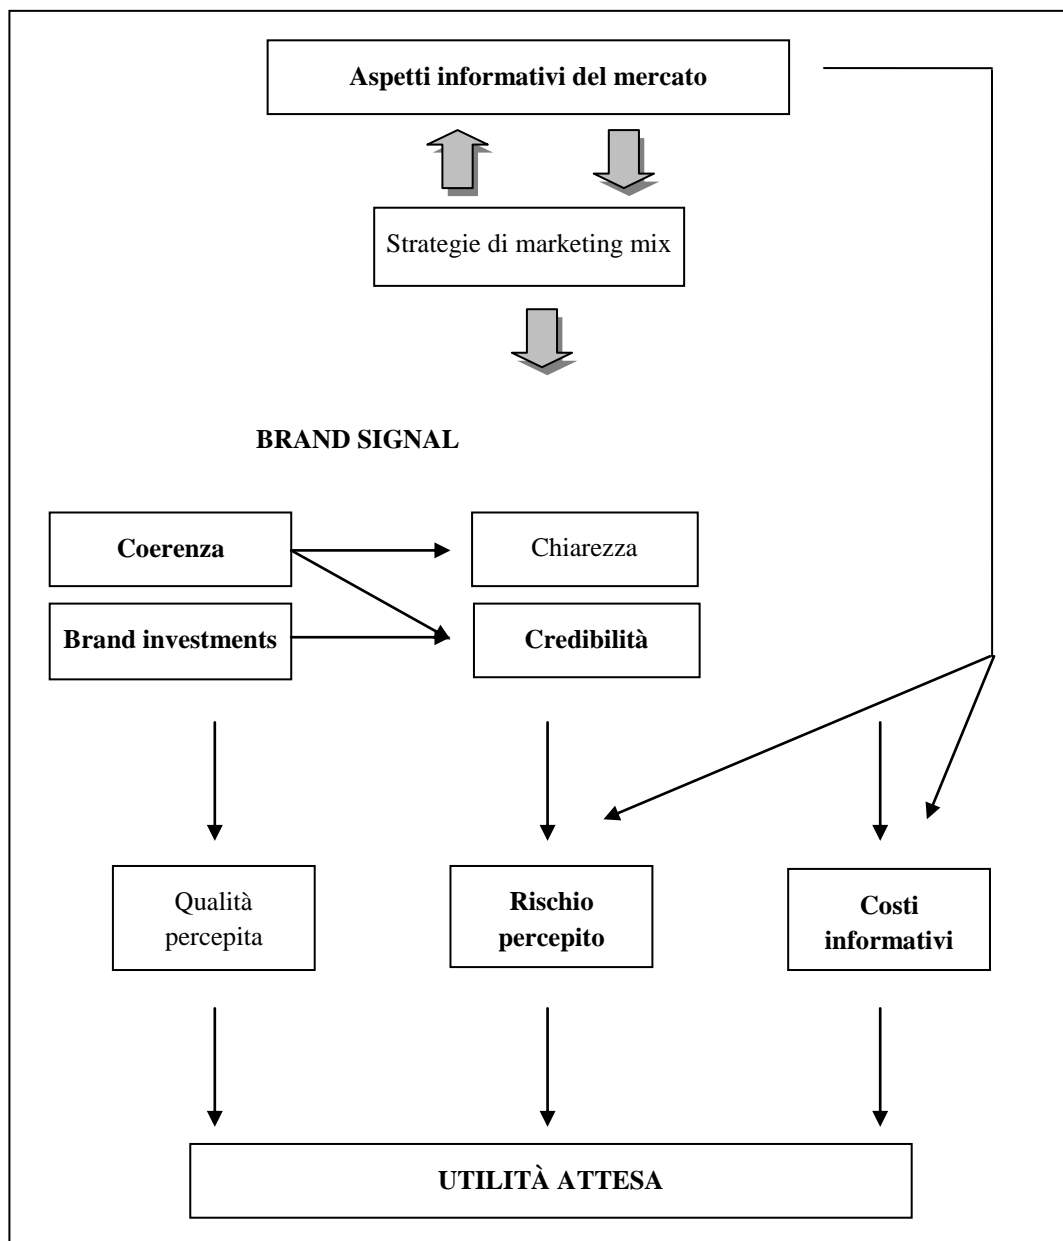 Aspetti informativi del mercato
Strategie di marketing mix
BRAND SIGNAL
Coerenza
Chiarezza
Brand investments
Credibilità
Qualità
percepita
Rischio
percepito
Costi
informativi
UTILITÀ ATTESA